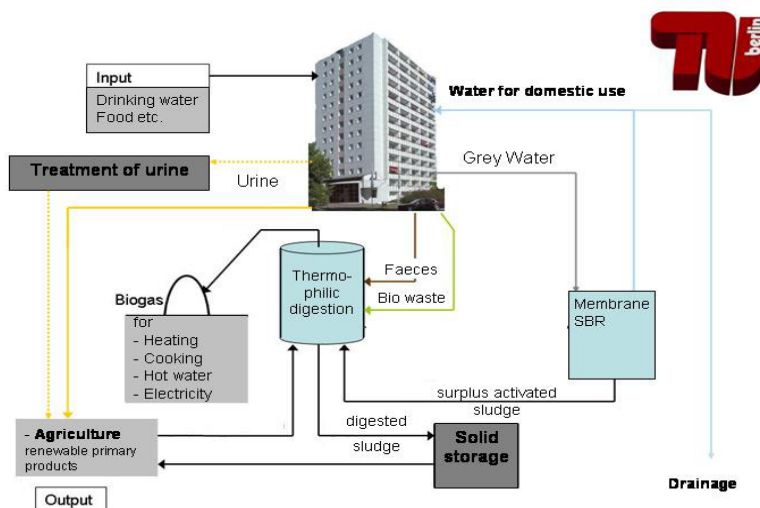 TU
berlin
Input
Drinking water
Food etc.
Water for domestic use
Grey Water
Treatment of urine
Urine
Faeces
Bio waste
Thermo-
philic
digestion
Biogas
for
- Heating
- Cooking
- Hot water
- Electricity
Membrane
SBR
surplus activated
sludge
digested
sludge
Solid
storage
- Agriculture
renewable primary
products
Output
Drainage